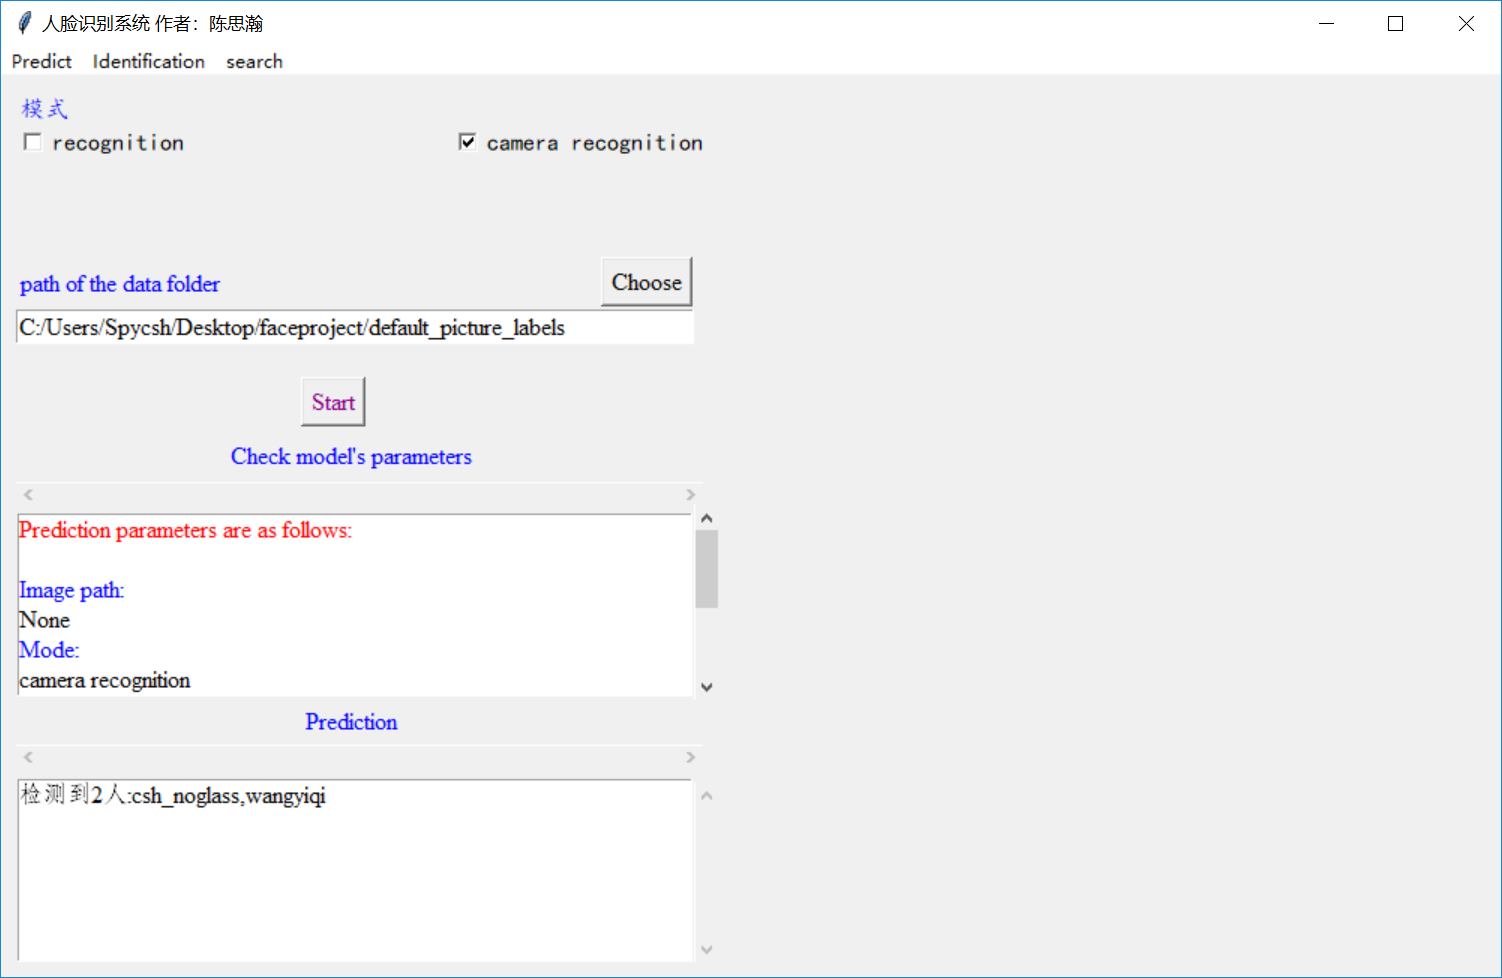 人脸识别系统 作者：陈思瀚
Predict Identification search
模式
recognition camera recognition
path of the data folder Choose
C:/Users/Spycsh/Desktop/faceproject/default_picture_labels
Start
Check model's parameters
Prediction parameters are as follows:
Image path:
None
Mode:
camera recognition
Prediction
检测到2人:csh_noglass,wangyiqi